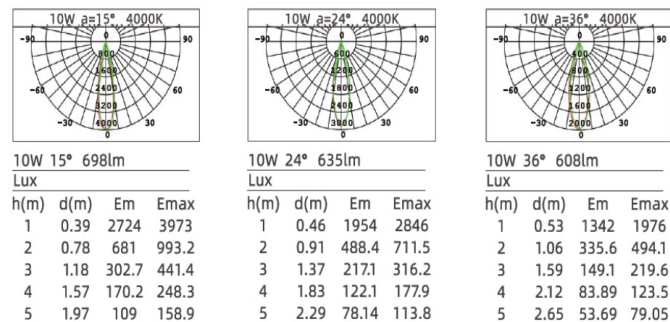 10W a=15° 4000K
0
-90 90
800
1600
-60 60
2400
3200
-30 4000 30
0
10W 15° 698lm
Lux
h(m) d(m) Em Emax
1 0.39 2724 3973
2 0.78 681 993.2
3 1.18 302.7 441.4
4 1.57 170.2 248.3
5 1.97 109 158.9
10W a=24° 4000K
0
-90 90
600
1200
-60 60
1800
2400
-30 3000 30
0
10W 24° 635lm
Lux
h(m) d(m) Em Emax
1 0.46 1954 2846
2 0.91 488.4 711.5
3 1.37 217.1 316.2
4 1.83 122.1 177.9
5 2.29 78.14 113.8
10W a=36° 4000K
0
-90 90
400
800
-60 60
1200
1600
-30 2000 30
0
10W 36° 608lm
Lux
h(m) d(m) Em Emax
1 0.53 1342 1976
2 1.06 335.6 494.1
3 1.59 149.1 219.6
4 2.12 83.89 123.5
5 2.65 53.69 79.05